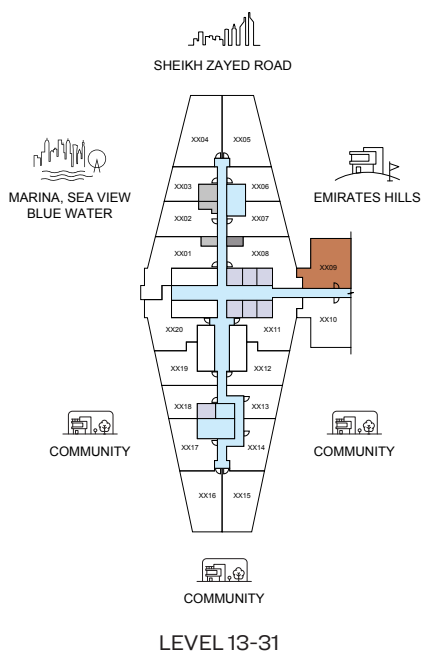 SHEIKH ZAYED ROAD
XX04
XX05
MARINA, SEA VIEW
BLUE WATER
XX03
XX06
EMIRATES HILLS
XX02
XX07
XX01
XX08
XX09
XX10
XX20
XX11
XX19
XX12
XX18
XX13
COMMUNITY
XX17
XX14
COMMUNITY
XX16
XX15
COMMUNITY
LEVEL 13-31